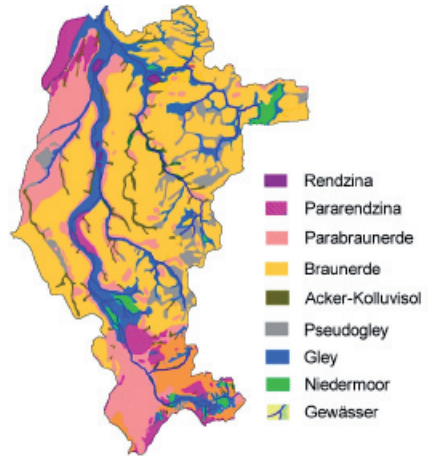 Rendzina
Pararendzina
Parabraunerde
Braunerde
Acker-Kolluvisol
Pseudogley
Gley
Niedermoor
Gewässer